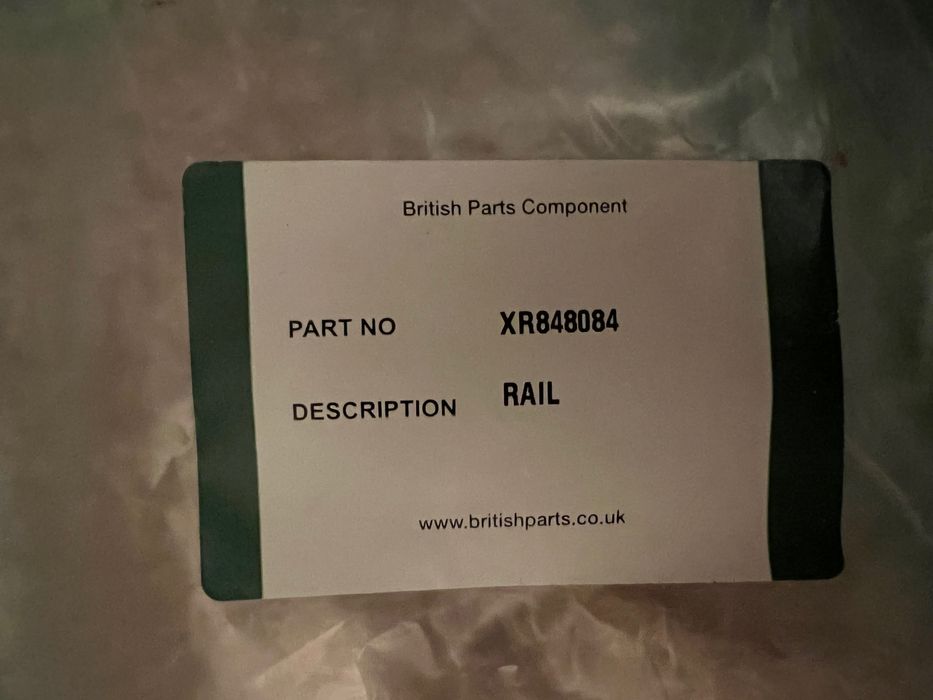 British Parts Component
PART NO XR848084
DESCRIPTION RAIL
www.britishparts.co.uk